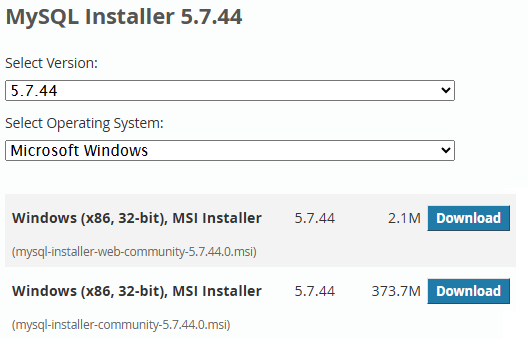 MySQL Installer 5.7.44
Select Version:
5.7.44
Select Operating System:
Microsoft Windows
Windows (x86, 32-bit), MSI Installer 5.7.44 2.1M Download
(mysql-installer-web-community-5.7.44.0.msi)
Windows (x86, 32-bit), MSI Installer 5.7.44 373.7M Download
(mysql-installer-community-5.7.44.0.msi)